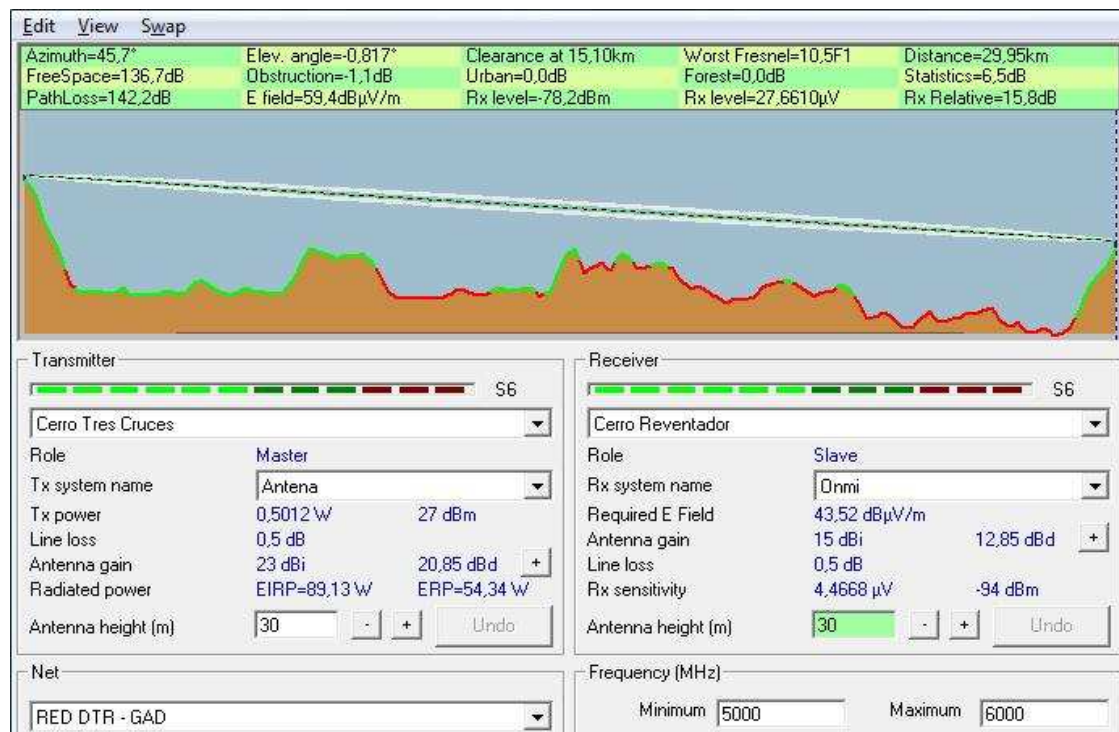 Edit View Swap
Azimuth=45,7° Elev. angle=-0,817° Clearance at 15,10km Worst Fresnel=10,5F1 Distance=29,95km
FreeSpace=136,7dB Obstruction=-1,1dB Urban=0,0dB Forest=0,0dB Statistics=6,5dB
PathLoss=142,2dB E field=59,4dBµV/m Rx level=-78,2dBm Rx level=27,6610µV Rx Relative=15,8dB
Transmitter
S6
Cerro Tres Cruces
Role Master
Tx system name Antena
Tx power 0,5012 W 27 dBm
Line loss 0,5 dB
Antenna gain 23 dBi 20,85 dBd +
Radiated power EIRP=89,13 W ERP=54,34 W
Antenna height (m) 30 - + Undo
Receiver
S6
Cerro Reventador
Role Slave
Rx system name Onmi
Required E Field 43,52 dBµV/m
Antenna gain 15 dBi 12,85 dBd +
Line loss 0,5 dB
Rx sensitivity 4,4668 µV -94 dBm
Antenna height (m) 30 - + Undo
Net
RED DTR - GAD
Frequency (MHz)
Minimum 5000 Maximum 6000